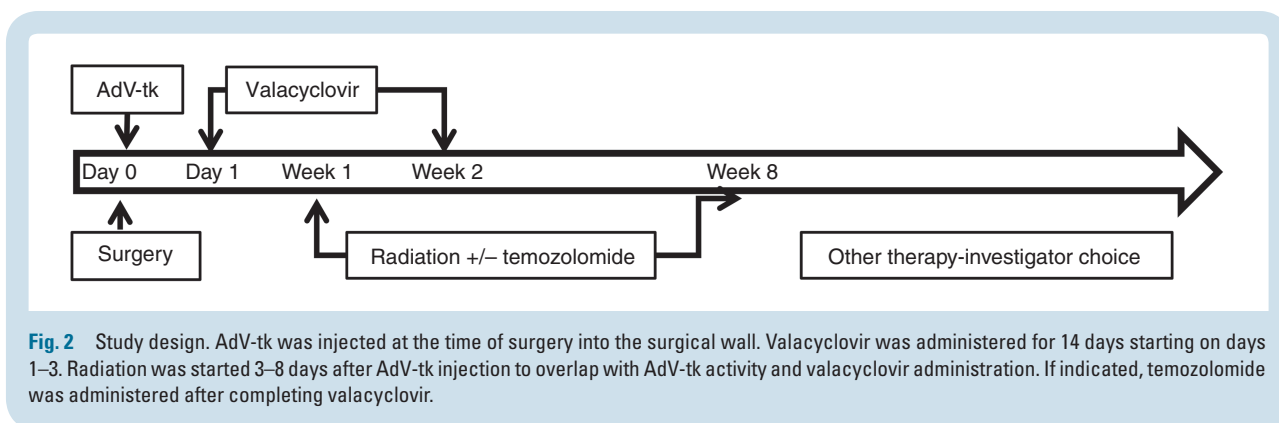 AdV-tk
Valacyclovir
Day 0
Day 1
Week 1
Week 2
Week 8
Surgery
Radiation +/– temozolomide
Other therapy-investigator choice
Fig. 2 Study design. AdV-tk was injected at the time of surgery into the surgical wall. Valacyclovir was administered for 14 days starting on days
1–3. Radiation was started 3–8 days after AdV-tk injection to overlap with AdV-tk activity and valacyclovir administration. If indicated, temozolomide
was administered after completing valacyclovir.